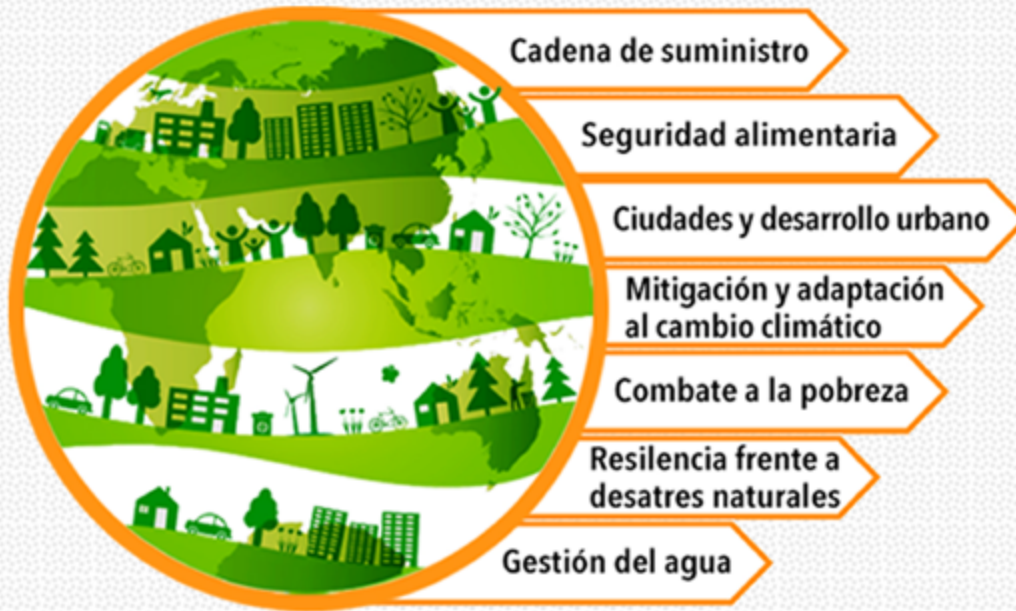 Cadena de suministro
Seguridad alimentaria
Ciudades y desarrollo urbano
Mitigación y adaptación
al cambio climático
Combate a la pobreza
Resilencia frente a
desatres naturales
Gestión del agua